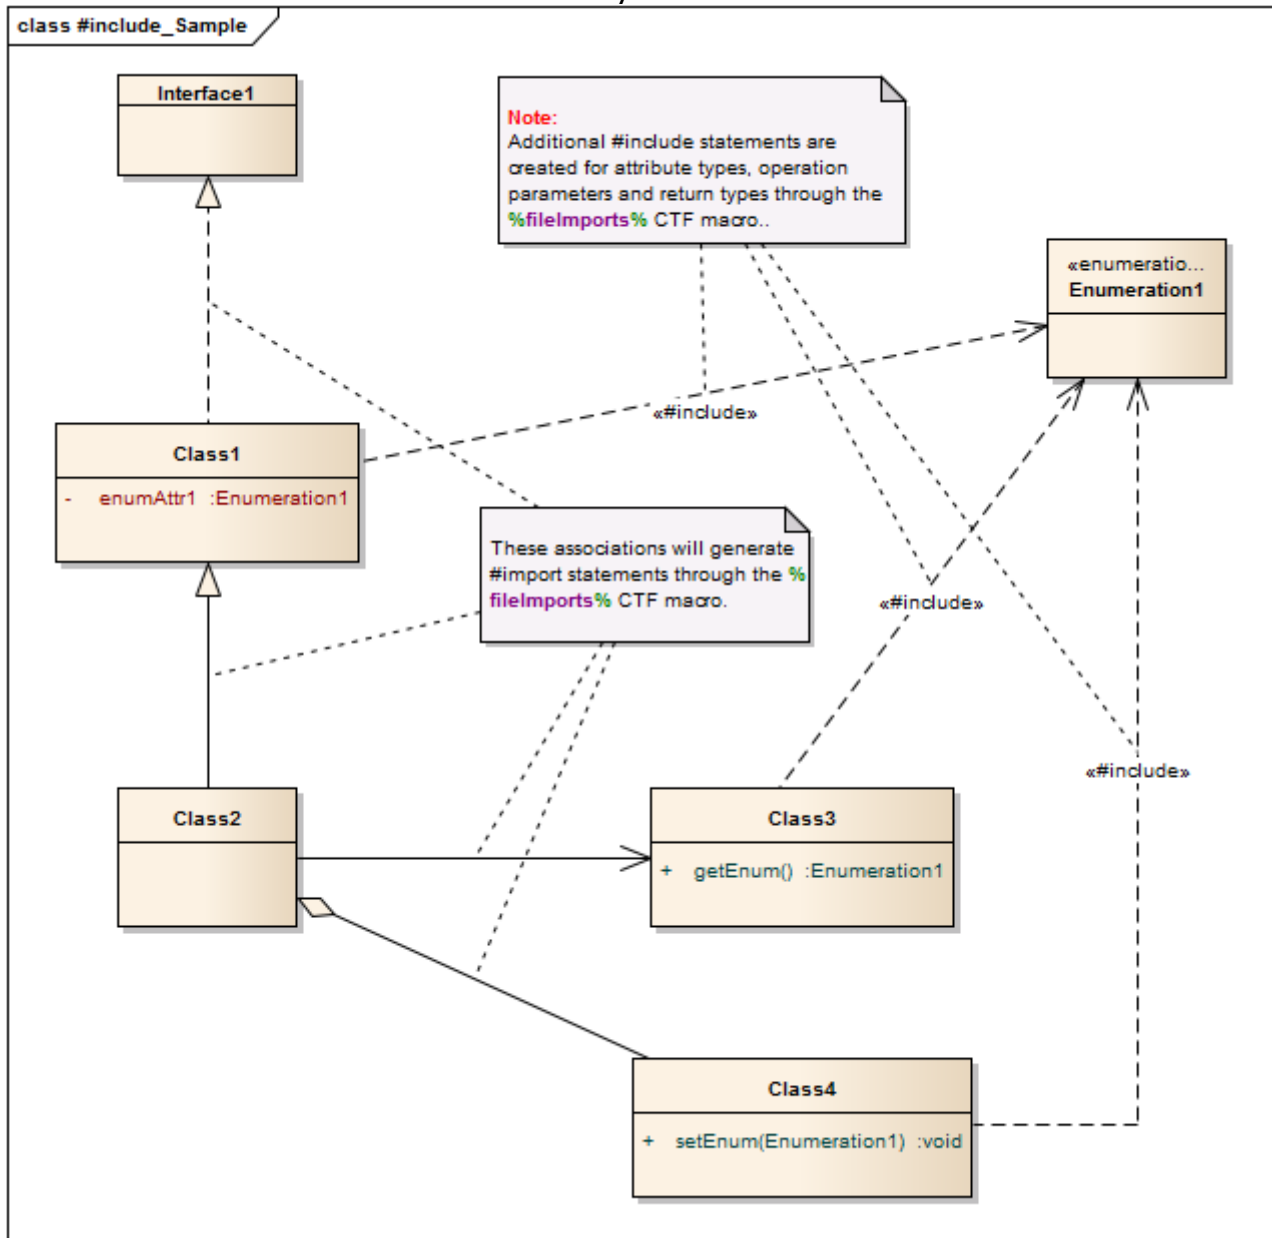 class #include_Sample
Interface1
Note:
Additional #include statements are
created for attribute types, operation
parameters and return types through the
%fileImports% CTF macro..
«enumeratio...
Enumeration1
«#include»
Class1
- enumAttr1 :Enumeration1
These associations will generate
#import statements through the %
fileImports% CTF macro.
«#include»
«#include»
Class2
Class3
+ getEnum() :Enumeration1
Class4
+ setEnum(Enumeration1) :void